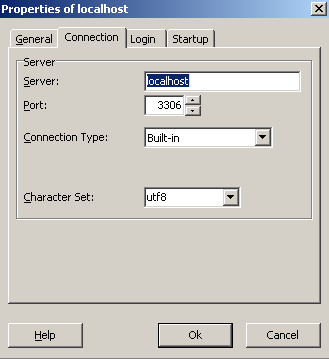 Properties of localhost
General Connection Login Startup
Server
Server: localhost
Port: 3306
Connection Type: Built-in
Character Set: utf8
Help Ok Cancel